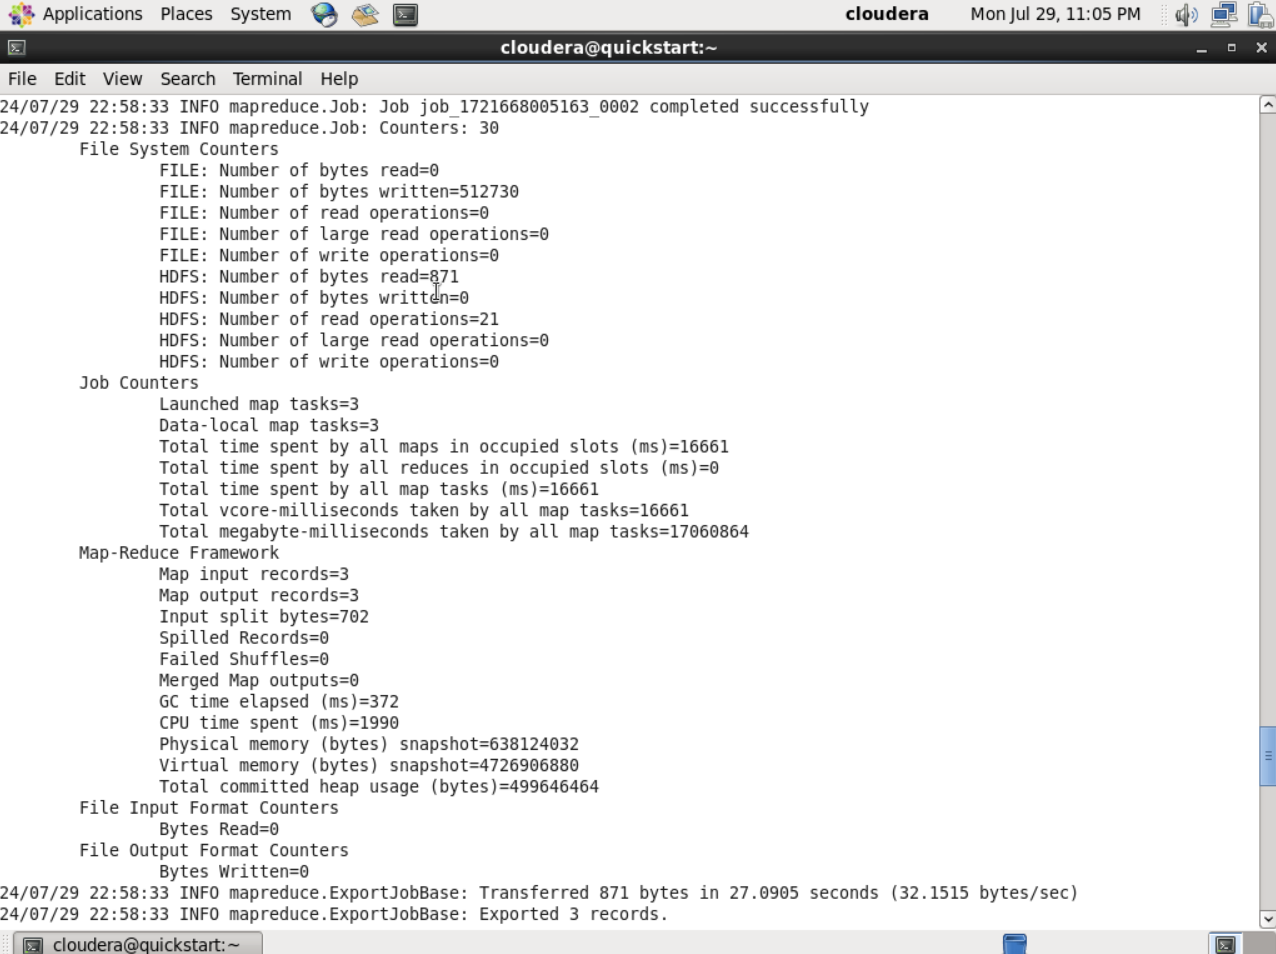 Applications Places System cloudera Mon Jul 29, 11:05 PM
cloudera@quickstart:~
File Edit View Search Terminal Help
24/07/29 22:58:33 INFO mapreduce.Job: Job job_1721668005163_0002 completed successfully
24/07/29 22:58:33 INFO mapreduce.Job: Counters: 30
File System Counters
FILE: Number of bytes read=0
FILE: Number of bytes written=512730
FILE: Number of read operations=0
FILE: Number of large read operations=0
FILE: Number of write operations=0
HDFS: Number of bytes read=871
HDFS: Number of bytes written=0
HDFS: Number of read operations=21
HDFS: Number of large read operations=0
HDFS: Number of write operations=0
Job Counters
Launched map tasks=3
Data-local map tasks=3
Total time spent by all maps in occupied slots (ms)=16661
Total time spent by all reduces in occupied slots (ms)=0
Total time spent by all map tasks (ms)=16661
Total vcore-milliseconds taken by all map tasks=16661
Total megabyte-milliseconds taken by all map tasks=17060864
Map-Reduce Framework
Map input records=3
Map output records=3
Input split bytes=702
Spilled Records=0
Failed Shuffles=0
Merged Map outputs=0
GC time elapsed (ms)=372
CPU time spent (ms)=1990
Physical memory (bytes) snapshot=638124032
Virtual memory (bytes) snapshot=4726906880
Total committed heap usage (bytes)=499646464
File Input Format Counters
Bytes Read=0
File Output Format Counters
Bytes Written=0
24/07/29 22:58:33 INFO mapreduce.ExportJobBase: Transferred 871 bytes in 27.0905 seconds (32.1515 bytes/sec)
24/07/29 22:58:33 INFO mapreduce.ExportJobBase: Exported 3 records.
cloudera@quickstart:~